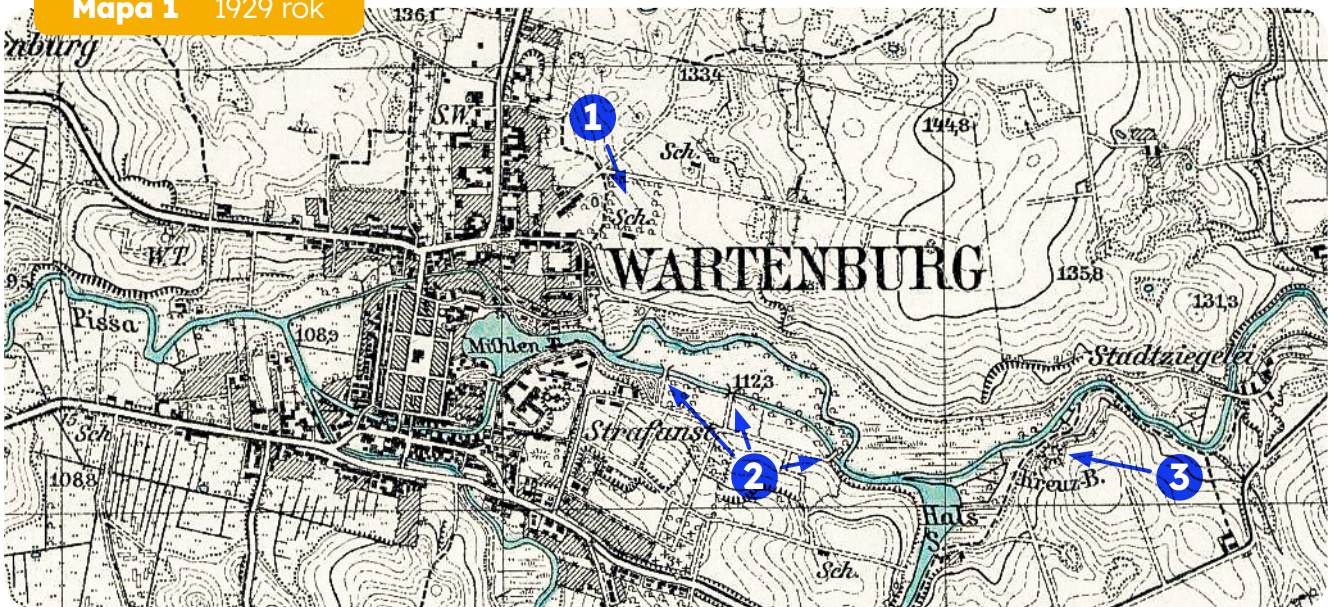 Mapa 1 1929 rok
136,1
nburg
133,4
S.W.
1
144,8
Sch.
Sch.
W.T.
WARTENBURG
135,8
131,3
95
Pissa
108,9
Mühlen T.
Stadtziegelei
112,3
Sch
Strafanst.
2
3
108,8
Kreuz-B.
Hals-
S.
Sch.